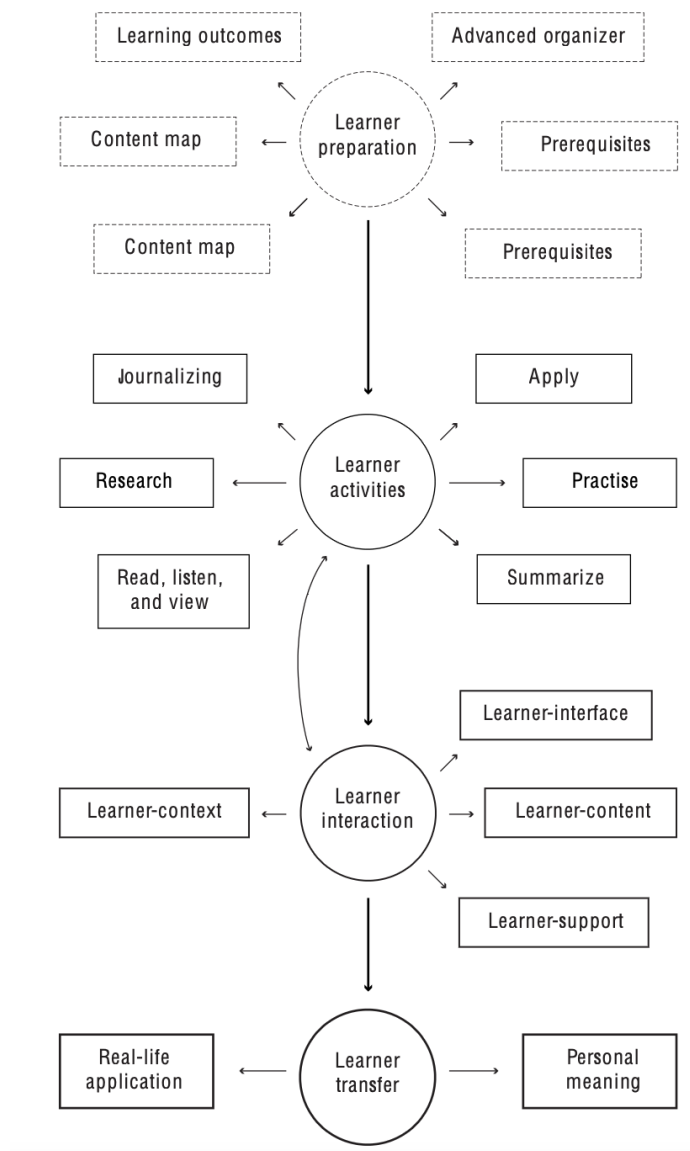 Learning outcomes
Advanced organizer
Learner
preparation
Content map
Prerequisites
Content map
Prerequisites
Journalizing
Apply
Learner
activities
Research
Practise
Read, listen,
and view
Summarize
Learner-interface
Learner
interaction
Learner-context
Learner-content
Learner-support
Real-life
application
Learner
transfer
Personal
meaning